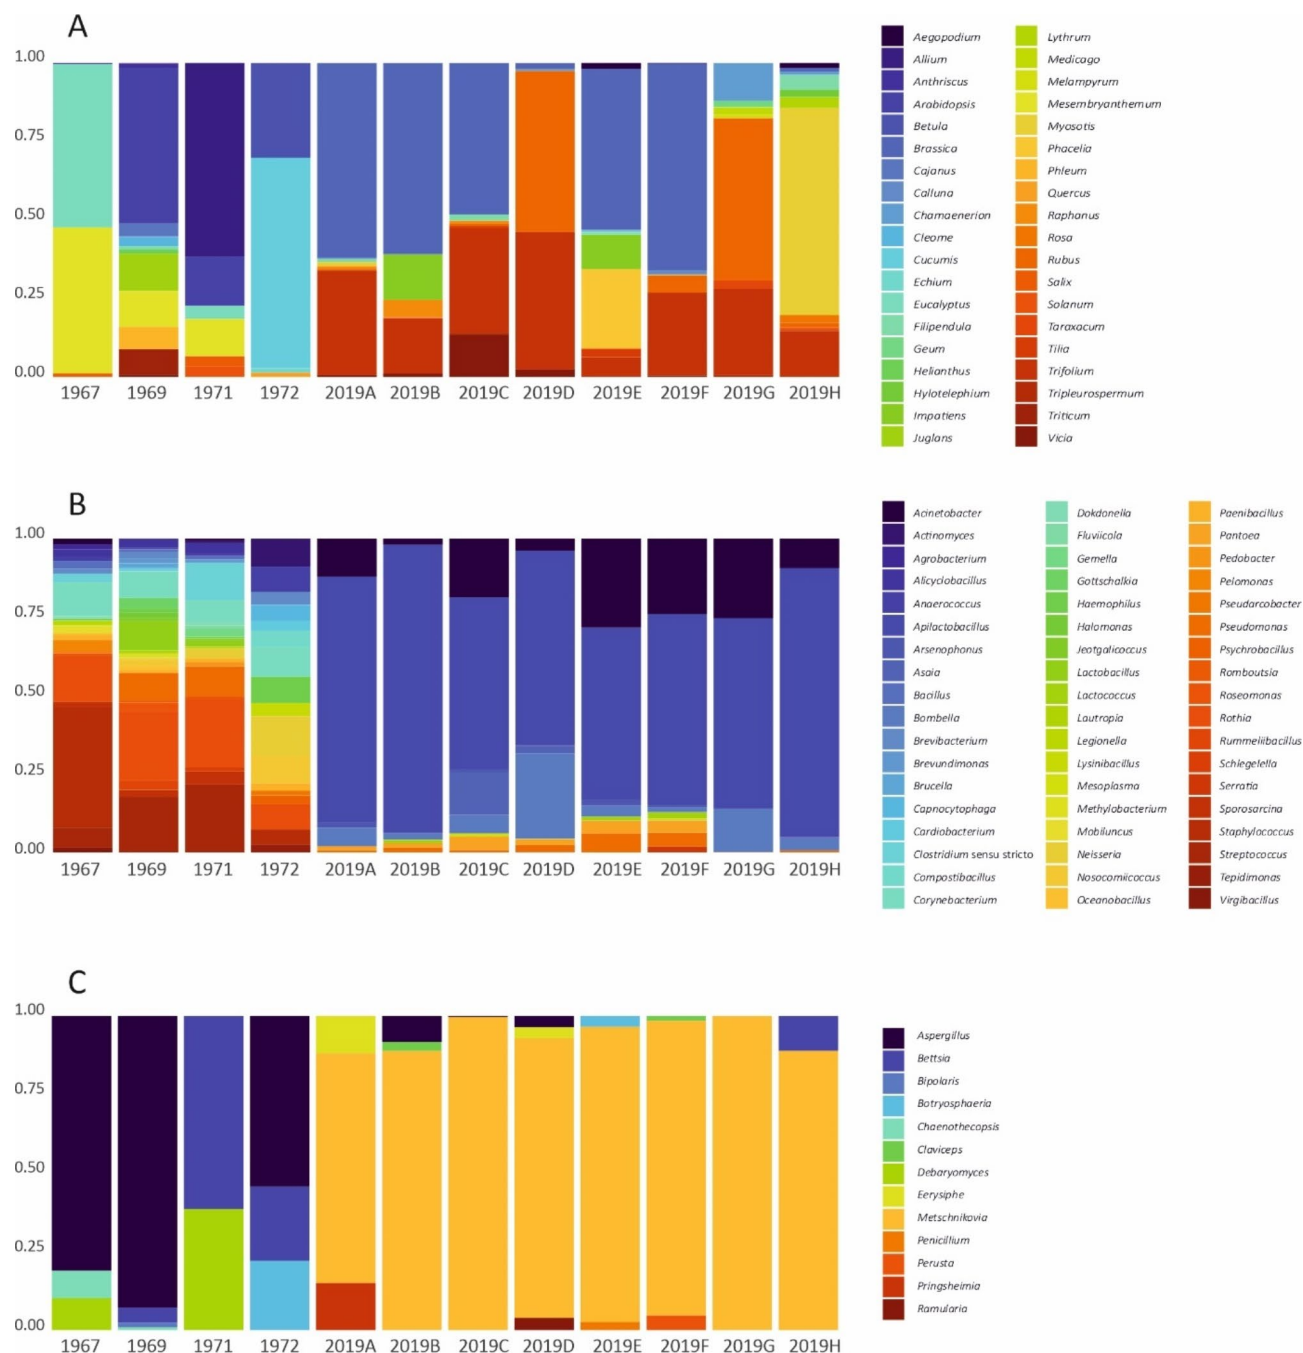 A
1.00
0.75
0.50
0.25
0.00
1967 1969 1971 1972 2019A 2019B 2019C 2019D 2019E 2019F 2019G 2019H
Aegopodium
Allium
Anthriscus
Arabidopsis
Betula
Brassica
Cajanus
Calluna
Chamaenerion
Cleome
Cucumis
Echium
Eucalyptus
Filipendula
Geum
Helianthus
Hylotelephium
Impatiens
Juglans
Lythrum
Medicago
Melampyrum
Mesembryanthemum
Myosotis
Phacelia
Phleum
Quercus
Raphanus
Rosa
Rubus
Salix
Solanum
Taraxacum
Tilia
Trifolium
Tripleurospermum
Triticum
Vicia
B
1.00
0.75
0.50
0.25
0.00
1967 1969 1971 1972 2019A 2019B 2019C 2019D 2019E 2019F 2019G 2019H
Acinetobacter
Actinomyces
Agrobacterium
Alicyclobacillus
Anaerococcus
Apilactobacillus
Arsenophonus
Asaia
Bacillus
Bombella
Brevibacterium
Brevundimonas
Brucella
Capnocytophaga
Cardiobacterium
Clostridium sensu stricto
Compostibacillus
Corynebacterium
Dokdonella
Fluviicola
Gemella
Gottschalkia
Haemophilus
Halomonas
Jeotgalicoccus
Lactobacillus
Lactococcus
Lautropia
Legionella
Lysinibacillus
Mesoplasma
Methylobacterium
Mobiluncus
Neisseria
Nosocomiicoccus
Oceanobacillus
Paenibacillus
Pantoea
Pedobacter
Pelomonas
Pseudarcobacter
Pseudomonas
Psychrobacillus
Romboutsia
Roseomonas
Rothia
Rummeliibacillus
Schlegelella
Serratia
Sporosarcina
Staphylococcus
Streptococcus
Tepidimonas
Virgibacillus
C
1.00
0.75
0.50
0.25
0.00
1967 1969 1971 1972 2019A 2019B 2019C 2019D 2019E 2019F 2019G 2019H
Aspergillus
Bettsia
Bipolaris
Botryosphaeria
Chaenothecopsis
Claviceps
Debaryomyces
Eerysiphe
Metschnikovia
Penicillium
Perusta
Pringsheimia
Ramularia